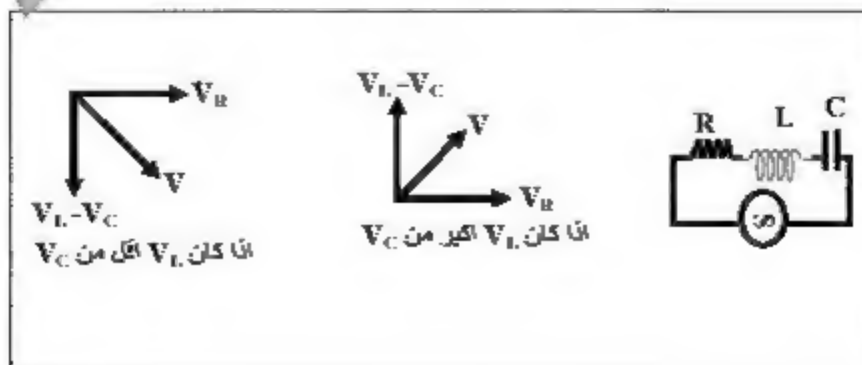 V_L-V_C
V_R
V
V_L-V_C
اذا كان V_L اقل من V_C
V_R
V
اذا كان V_L اكبر من V_C
R
L
C